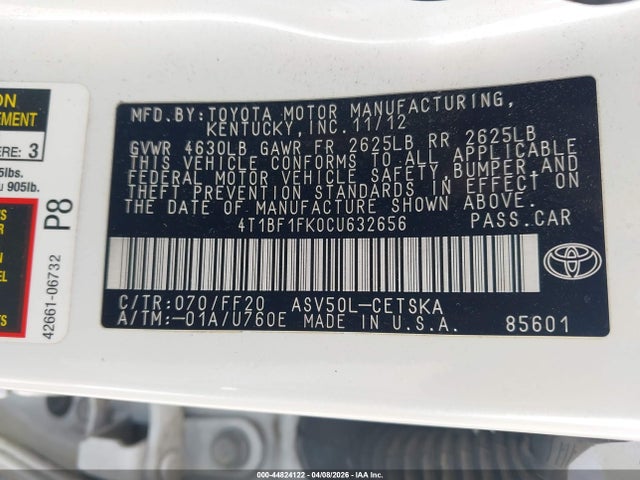 ON
EMENT
ERE: 3
5lbs.
905lb.
P8
42661-06732
MFD.BY:TOYOTA MOTOR MANUFACTURING,
KENTUCKY,INC.11/12
GVWR 4630LB GAWR FR 2625LB RR 2625LB
THIS VEHICLE CONFORMS TO ALL APPLICABLE
FEDERAL MOTOR VEHICLE SAFETY,BUMPER,AND
THEFT PREVENTION STANDARDS IN EFFECT ON
THE DATE OF MANUFACTURE SHOWN ABOVE.
4T1BF1FK0CU632656 PASS.CAR
C/TR:070/FF20 ASV50L-CETSKA
A/TM:-01A/U760E MADE IN U.S.A. 85601
TOYOTA
000-44824122 - 04/08/2026 - IAA Inc.